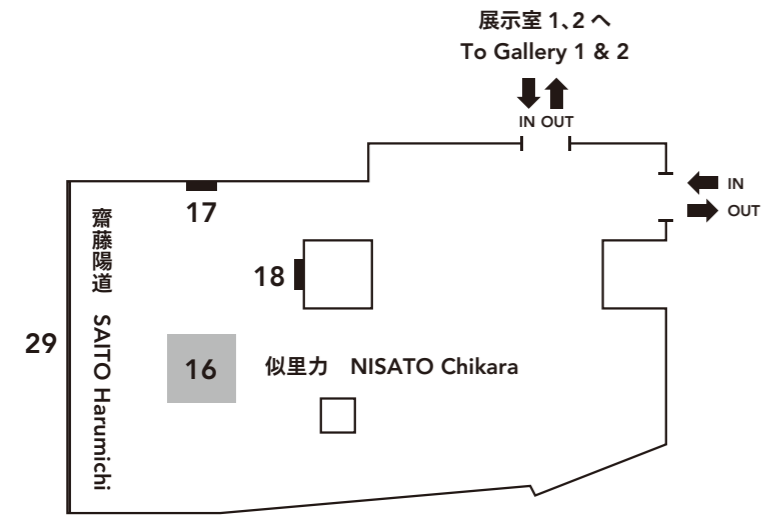 展示室 1、2 へ
To Gallery 1 & 2
IN OUT
IN
OUT
17
18
齋藤陽道 SAITO Harumichi
29
16
似里力 NISATO Chikara